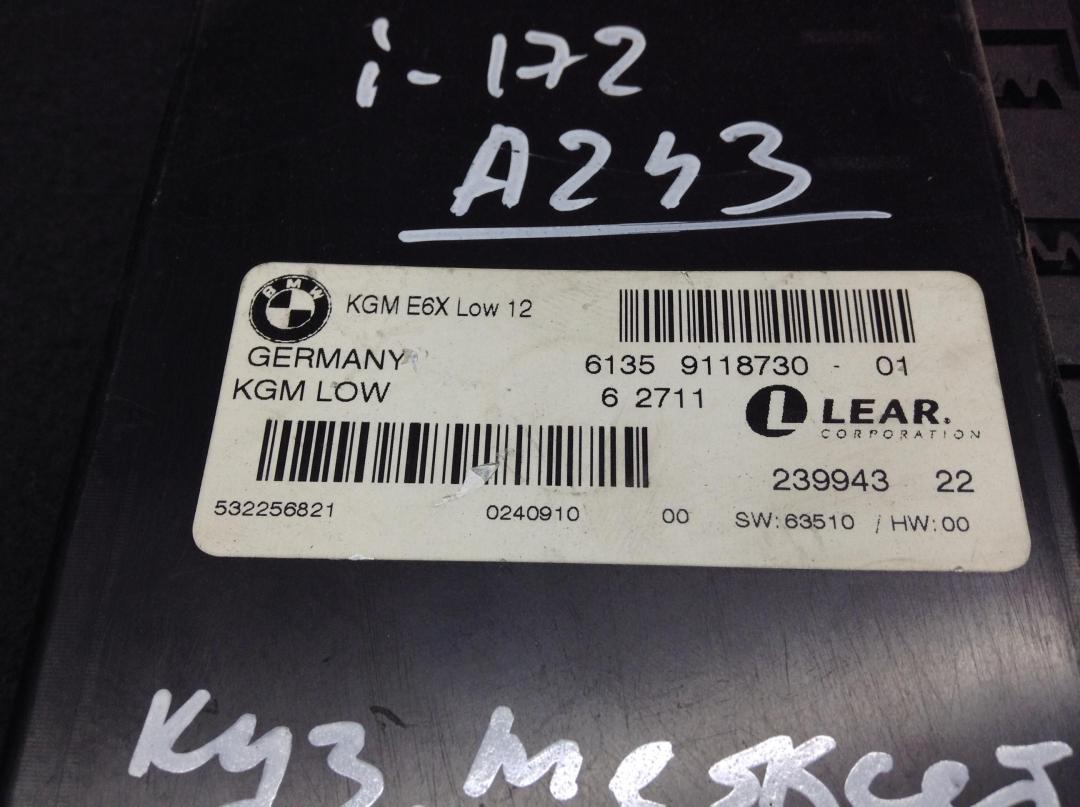 i-172
A243
BMW
KGM E6X Low 12
GERMANY
6135 9118730 - 01
KGM LOW
6 2711
L LEAR.
CORPORATION
239943 22
532256821 0240910 00 SW:63510 / HW:00
Куз.